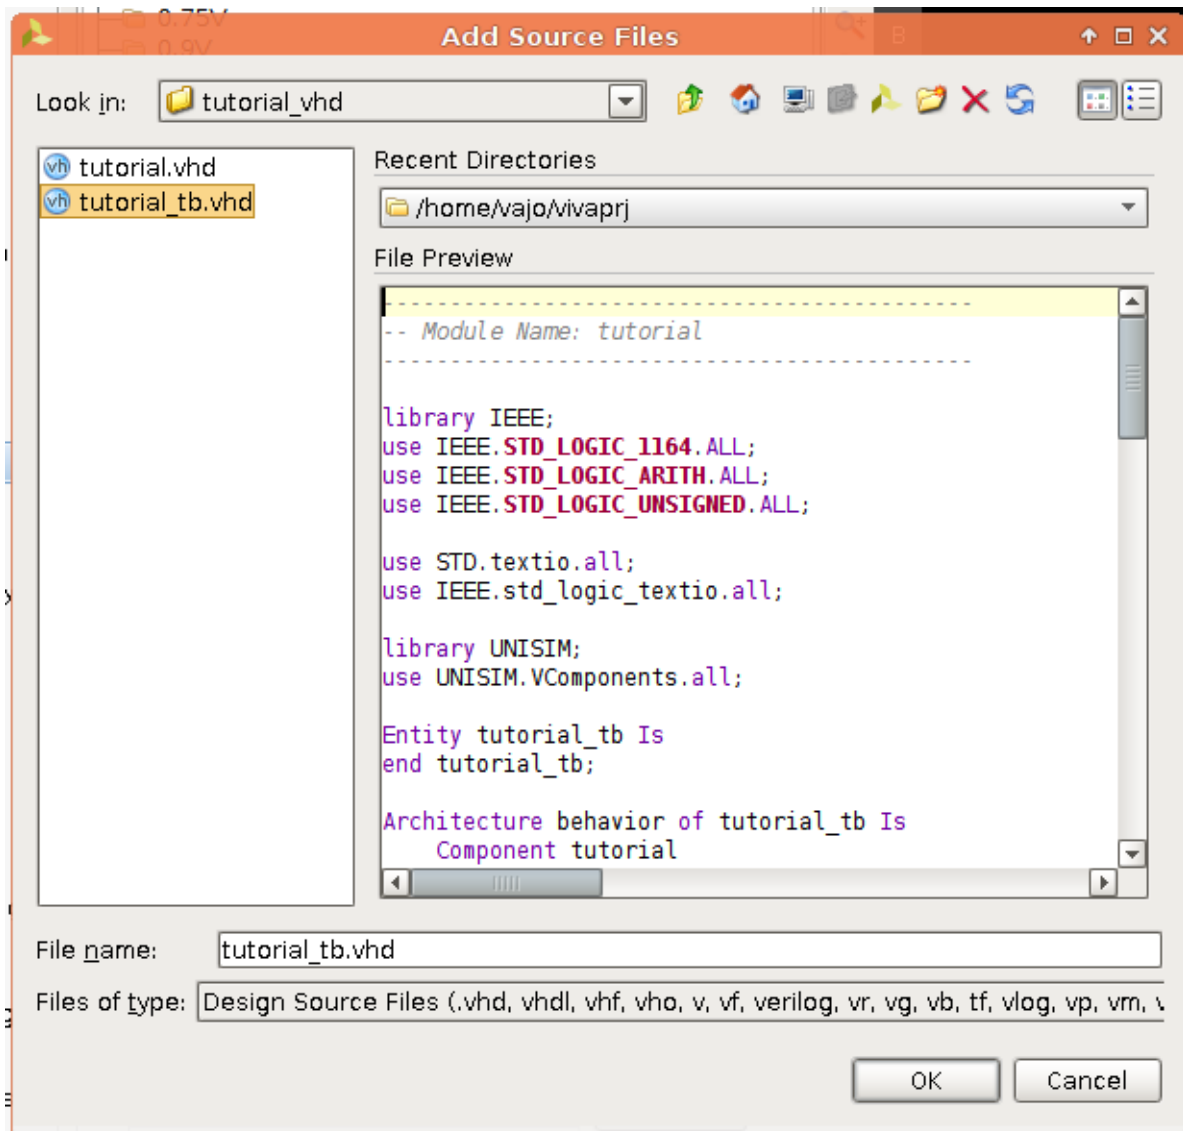 0.75V
0.9V
B
Add Source Files
Look in:
tutorial_vhd
tutorial.vhd
tutorial_tb.vhd
Recent Directories
/home/vajo/vivaprj
File Preview
---------------------------------------------
-- Module Name: tutorial
---------------------------------------------
library IEEE;
use IEEE.STD_LOGIC_1164.ALL;
use IEEE.STD_LOGIC_ARITH.ALL;
use IEEE.STD_LOGIC_UNSIGNED.ALL;
use STD.textio.all;
use IEEE.std_logic_textio.all;
library UNISIM;
use UNISIM.VComponents.all;
Entity tutorial_tb Is
end tutorial_tb;
Architecture behavior of tutorial_tb Is
Component tutorial
File name:
tutorial_tb.vhd
Files of type:
Design Source Files (.vhd, vhdl, vhf, vho, v, vf, verilog, vr, vg, vb, tf, vlog, vp, vm, v
OK
Cancel